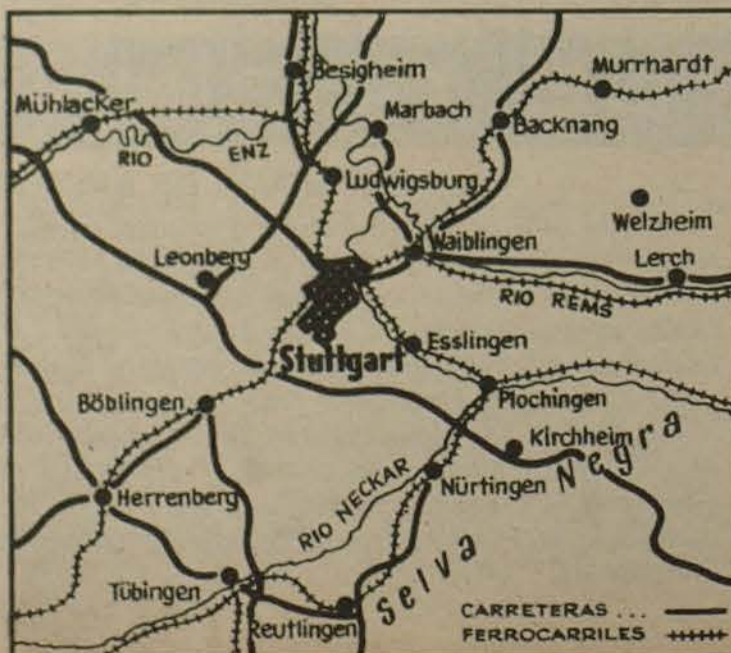 Besigheim
Murrhardt
Mühlacker
Marbach
Backnang
RIO ENZ
Ludwigsburg
Welzheim
Waiblingen
Leonberg
Lerch
RIO REMS
Stuttgart
Esslingen
Böblingen
Plochingen
Kirchheim
Herrenberg
RIO NECKAR
Nürtingen
Selva Negra
Tübingen
Reutlingen
CARRETERAS ...
FERROCARRILES